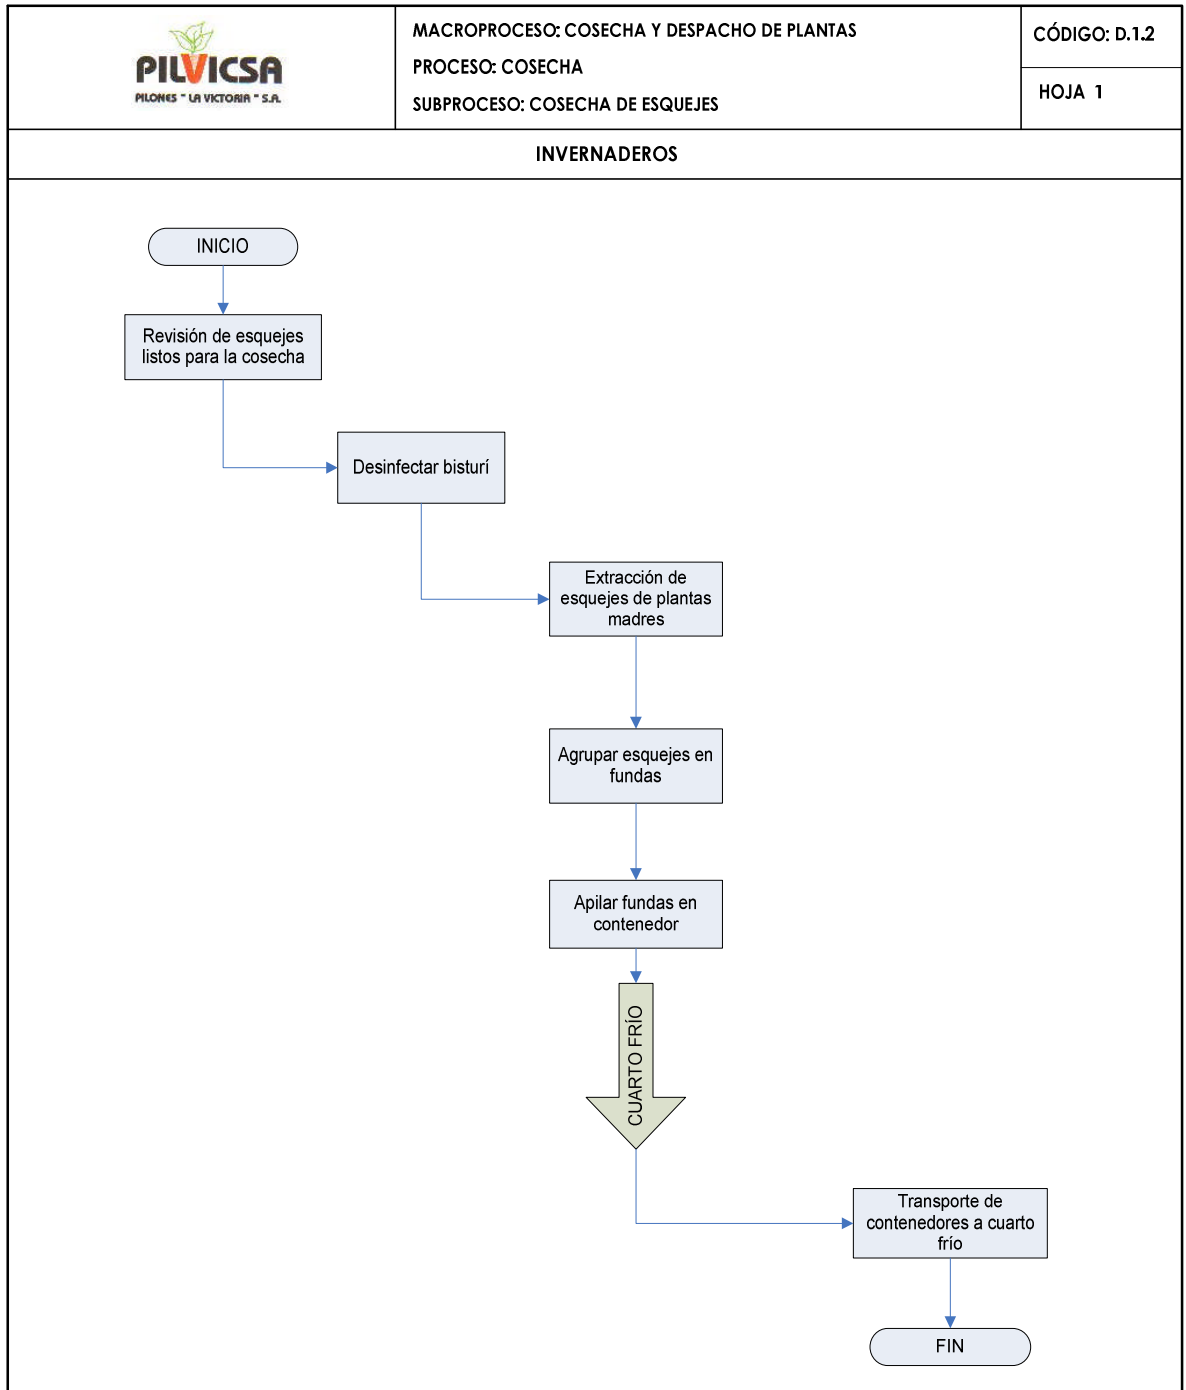 PILVICSA
PILONES "LA VICTORIA" S.A.
MACROPROCESO: COSECHA Y DESPACHO DE PLANTAS
PROCESO: COSECHA
SUBPROCESO: COSECHA DE ESQUEJES
CÓDIGO: D.1.2
HOJA 1
INVERNADEROS
INICIO
Revisión de esquejes
listos para la cosecha
Desinfectar bisturí
Extracción de
esquejes de plantas
madres
Agrupar esquejes en
fundas
Apilar fundas en
contenedor
CUARTO FRÍO
Transporte de
contenedores a cuarto
frío
FIN